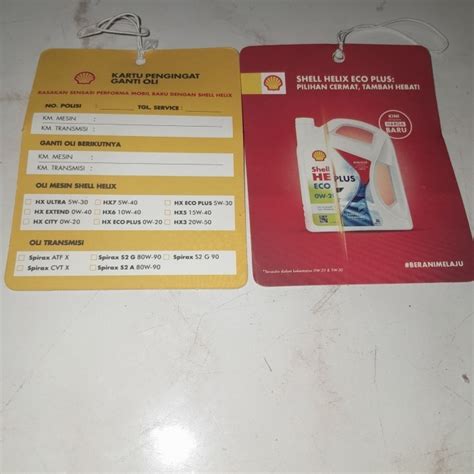 KARTU PENGINGAT
GANTI OLI
RASAKAN SENSASI PERFORMA MOBIL BARU DENGAN SHELL HELIX
NO. POLISI : TGL. SERVICE :
KM. MESIN :
KM. TRANSMISI :
GANTI OLI BERIKUTNYA
KM. MESIN :
KM. TRANSMISI :
OLI MESIN SHELL HELIX
HX ULTRA 5W-30 HX7 5W-40 HX ECO PLUS 5W-30
HX EXTEND 0W-40 HX6 10W-40 HX5 15W-40
HX CITY 0W-20 HX ECO PLUS 0W-20 HX3 20W-50
OLI TRANSMISI
Spirax ATF X Spirax S2 G 80W-90 Spirax S2 G 90
Spirax CVT X Spirax S2 A 80W-90
SHELL HELIX ECO PLUS:
PILIHAN CERMAT, TAMBAH HEBAT!
KINI
HARGA
BARU
Shell
HE PLUS
ECO
0W-2
#BERANIMELAJU